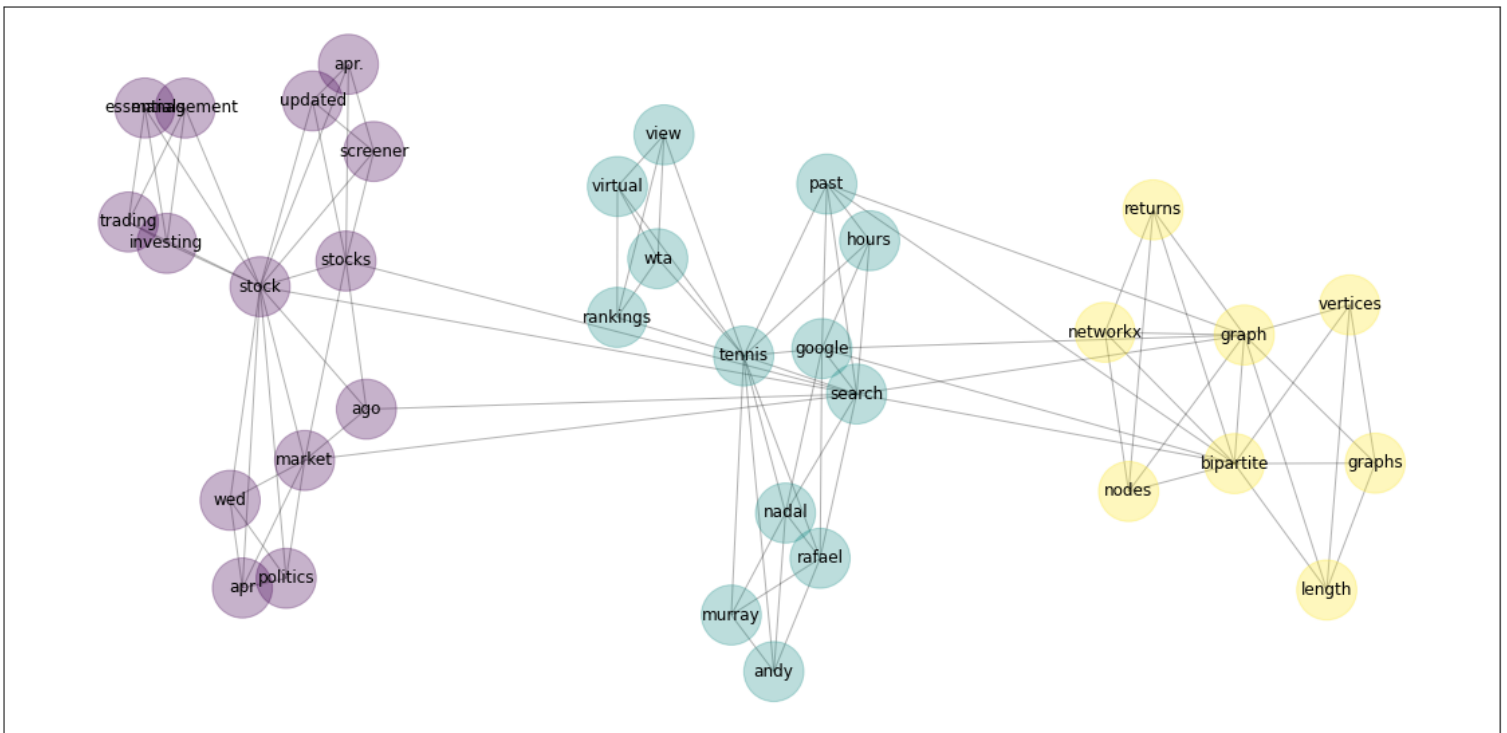 apr.
updated
essentials
management
screener
view
virtual
past
returns
trading
investing
hours
wta
stocks
stock
vertices
rankings
networkx
graph
tennis
google
search
ago
market
bipartite
graphs
nodes
wed
nadal
rafael
politics
apr
length
murray
andy